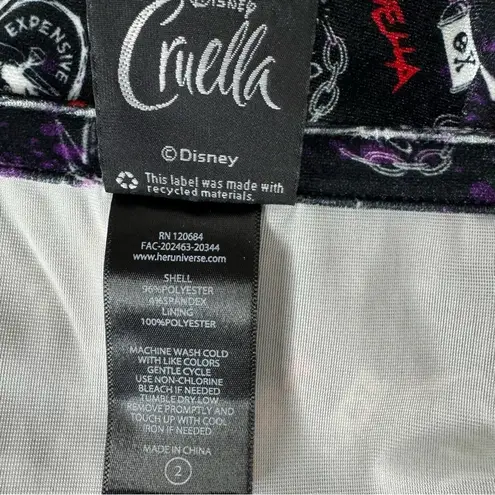 EXPENSIVE
DISNEY
Cruella
© Disney
This label was made with
recycled materials.
RN 120684
FAC-202463-20344
www.heruniverse.com
SHELL
96%POLYESTER
4%SPANDEX
LINING
100%POLYESTER
MACHINE WASH COLD
WITH LIKE COLORS
GENTLE CYCLE
USE NON-CHLORINE
BLEACH IF NEEDED
TUMBLE DRY LOW
REMOVE PROMPTLY AND
TOUCH UP WITH COOL
IRON IF NEEDED
MADE IN CHINA
2